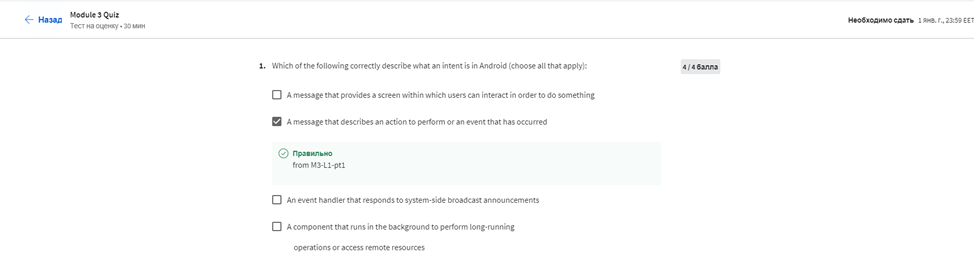 Назад
Module 3 Quiz
Тест на оценку • 30 мин
Необходимо сдать 1 янв. г., 23:59 EET
1. Which of the following correctly describe what an intent is in Android (choose all that apply):
4 / 4 балла
A message that provides a screen within which users can interact in order to do something
A message that describes an action to perform or an event that has occurred
Правильно
from M3-L1-pt1
An event handler that responds to system-side broadcast announcements
A component that runs in the background to perform long-running
operations or access remote resources